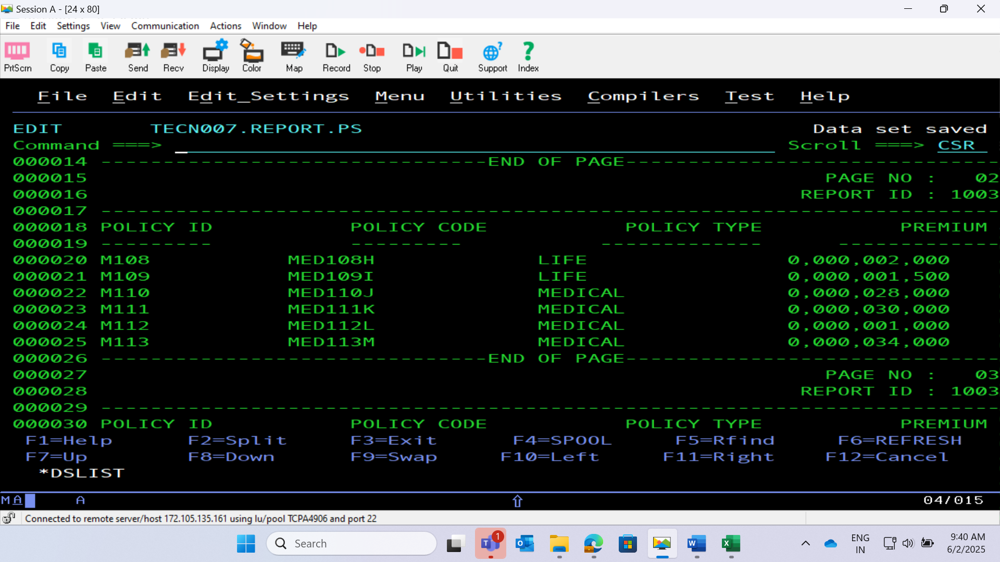 Session A - [24 x 80]
File Edit Settings View Communication Actions Window Help
PrtScrn Copy Paste Send Recv Display Color Map Record Stop Play Quit Support Index
File Edit Edit_Settings Menu Utilities Compilers Test Help
EDIT TECN007.REPORT.PS Data set saved
Command ===> Scroll ===> CSR
000014 -------------------------------END OF PAGE------------------------------
000015 PAGE NO : 02
000016 REPORT ID : 1003
000017 ------------------------------------------------------------------------
000018 POLICY ID POLICY CODE POLICY TYPE PREMIUM
000019 --------- --------- ------------- -------------
000020 M108 MED108H LIFE 0,000,002,000
000021 M109 MED109I LIFE 0,000,001,500
000022 M110 MED110J MEDICAL 0,000,028,000
000023 M111 MED111K MEDICAL 0,000,030,000
000024 M112 MED112L MEDICAL 0,000,001,000
000025 M113 MED113M MEDICAL 0,000,034,000
000026 -------------------------------END OF PAGE------------------------------
000027 PAGE NO : 03
000028 REPORT ID : 1003
000029 ------------------------------------------------------------------------
000030 POLICY ID POLICY CODE POLICY TYPE PREMIUM
F1=Help F2=Split F3=Exit F4=SPOOL F5=Rfind F6=REFRESH
F7=Up F8=Down F9=Swap F10=Left F11=Right F12=Cancel
*DSLIST
MA A 04/015
Connected to remote server/host 172.105.135.161 using lu/pool TCPA4906 and port 22
Search 1 ENG 9:40 AM
IN 6/2/2025